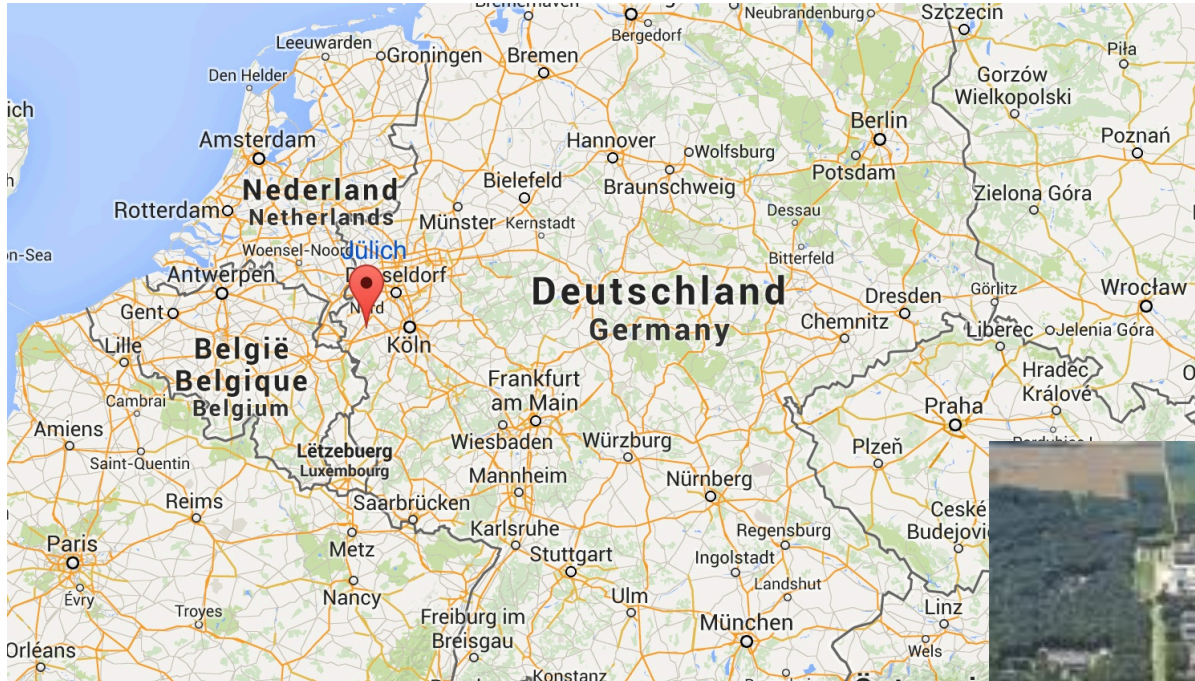 Leeuwarden
Groningen
Bremen
Bergedorf
Neubrandenburg
Szczecin
Piła
Den Helder
Gorzów
Wielkopolski
ich
Amsterdam
Hannover
Wolfsburg
Berlin
Poznań
Potsdam
Nederland
Netherlands
Bielefeld
Braunschweig
Zielona Góra
Rotterdam
Münster
Kernstadt
Dessau
Bitterfeld
n-Sea
Woensel-Noord
Jülich
Antwerpen
Deutschland
Germany
Görlitz
Wrocław
Dresden
Gent
Nord
Köln
Chemnitz
Liberec
Jelenia Góra
Lille
België
Belgique
Belgium
Hradec
Králové
Cambrai
Frankfurt
am Main
Praha
Amiens
Wiesbaden
Würzburg
Plzeň
Saint-Quentin
Lëtzebuerg
Luxembourg
Mannheim
Nürnberg
Reims
Saarbrücken
Karlsruhe
Regensburg
České
Budejovi
Paris
Metz
Stuttgart
Ingolstadt
Landshut
Évry
Nancy
Ulm
Troyes
Freiburg im
Breisgau
München
Linz
Wels
Orléans
Konstanz